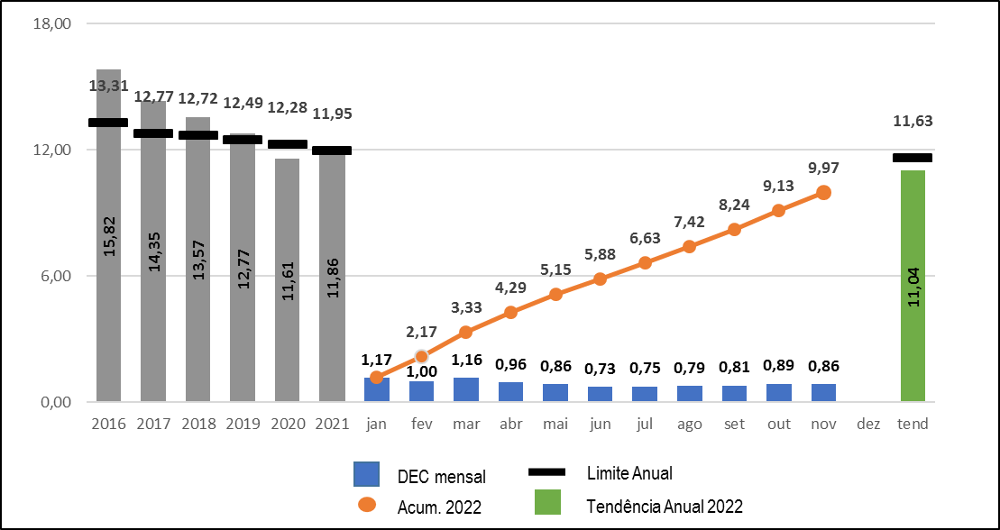 18,00
13,31 12,77 12,72 12,49 12,28 11,95 11,63
12,00
9,97
9,13
8,24
7,42
6,63
5,88
5,15
4,29
3,33
2,17
6,00
15,82 14,35 13,57 12,77 11,61 11,86 11,04
1,17 1,00 1,16 0,96 0,86 0,73 0,75 0,79 0,81 0,89 0,86
0,00
2016 2017 2018 2019 2020 2021 jan fev mar abr mai jun jul ago set out nov dez tend
DEC mensal Limite Anual
Acum. 2022 Tendência Anual 2022